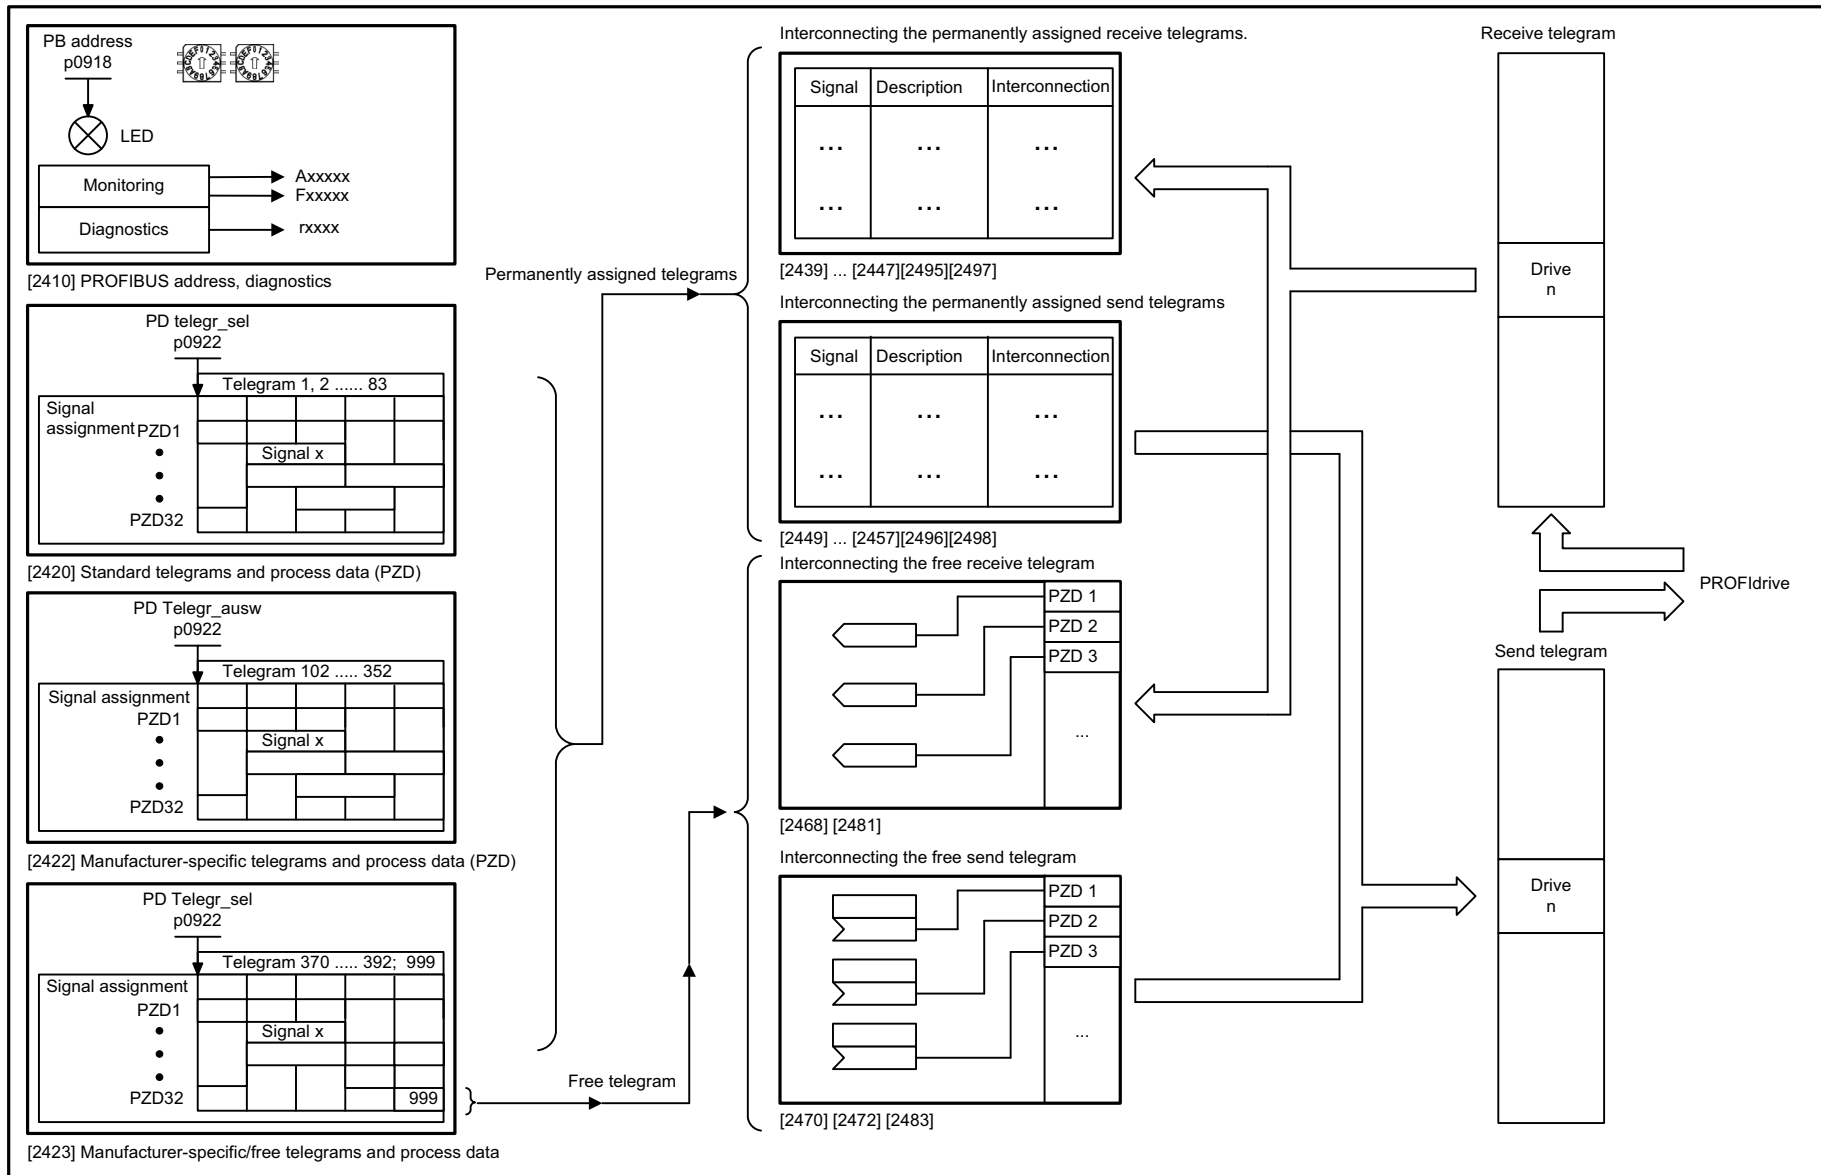 PB address
p0918
LED
Monitoring
Axxxxx
Fxxxxx
Diagnostics
rxxxx
[2410] PROFIBUS address, diagnostics
PD telegr_sel
p0922
Telegram 1, 2 ...... 83
Signal
assignment
PZD1
Signal x
PZD32
[2420] Standard telegrams and process data (PZD)
PD Telegr_ausw
p0922
Telegram 102 ..... 352
Signal assignment
PZD1
Signal x
PZD32
[2422] Manufacturer-specific telegrams and process data (PZD)
PD Telegr_sel
p0922
Telegram 370 ..... 392; 999
Signal assignment
PZD1
Signal x
PZD32
999
[2423] Manufacturer-specific/free telegrams and process data
Permanently assigned telegrams
Free telegram
Interconnecting the permanently assigned receive telegrams.
Signal Description Interconnection
... ... ...
... ... ...
[2439] ... [2447][2495][2497]
Interconnecting the permanently assigned send telegrams
Signal Description Interconnection
... ... ...
... ... ...
[2449] ... [2457][2496][2498]
Interconnecting the free receive telegram
PZD 1
PZD 2
PZD 3
...
[2468] [2481]
Interconnecting the free send telegram
PZD 1
PZD 2
PZD 3
...
[2470] [2472] [2483]
Receive telegram
Drive
n
PROFIdrive
Send telegram
Drive
n